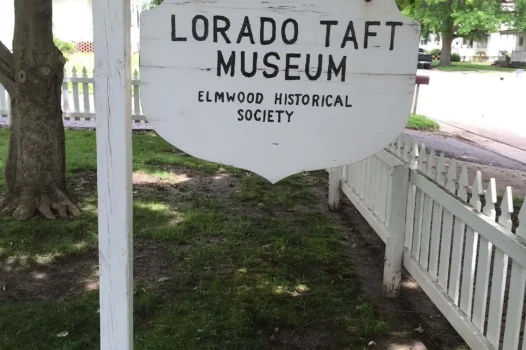 LORADO TAFT
MUSEUM
ELMWOOD HISTORICAL
SOCIETY